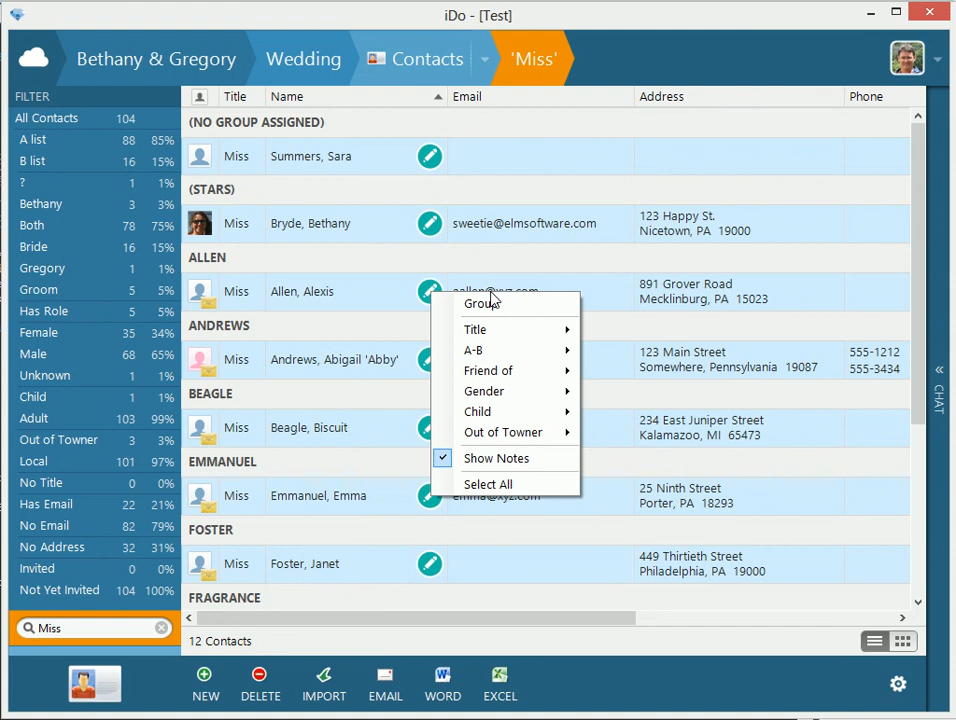 iDo - [Test]
Bethany & Gregory
Wedding
Contacts
'Miss'
FILTER
All Contacts 104
A list 88 85%
B list 16 15%
? 1 1%
Bethany 3 3%
Both 78 75%
Bride 16 15%
Gregory 1 1%
Groom 5 5%
Has Role 5 5%
Female 35 34%
Male 68 65%
Unknown 1 1%
Child 1 1%
Adult 103 99%
Out of Towner 3 3%
Local 101 97%
No Title 0 0%
Has Email 22 21%
No Email 82 79%
No Address 32 31%
Invited 0 0%
Not Yet Invited 104 100%
Miss
Title Name Email Address Phone
(NO GROUP ASSIGNED)
Miss Summers, Sara
(STARS)
Miss Bryde, Bethany sweetie@elmsoftware.com 123 Happy St.
Nicetown, PA 19000
ALLEN
Miss Allen, Alexis aallen@xyz.com 891 Grover Road
Mecklinburg, PA 15023
ANDREWS
Miss Andrews, Abigail 'Abby' 123 Main Street 555-1212
Somewhere, Pennsylvania 19087 555-3434
BEAGLE
Miss Beagle, Biscuit 234 East Juniper Street
Kalamazoo, MI 65473
EMMANUEL
Miss Emmanuel, Emma emma@xyz.com 25 Ninth Street
Porter, PA 18293
FOSTER
Miss Foster, Janet 449 Thirtieth Street
Philadelphia, PA 19000
FRAGRANCE
Group
Title
A-B
Friend of
Gender
Child
Out of Towner
Show Notes
Select All
12 Contacts
« CHAT
NEW
DELETE
IMPORT
EMAIL
WORD
EXCEL